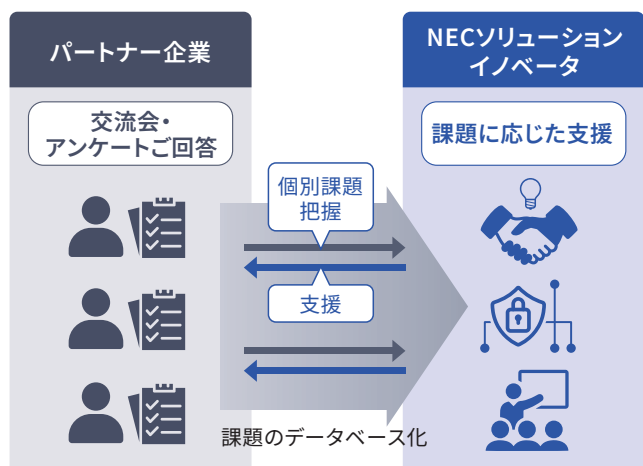 パートナー企業
NECソリューション
イノベータ
交流会・
アンケートご回答
課題に応じた支援
個別課題
把握
支援
課題のデータベース化